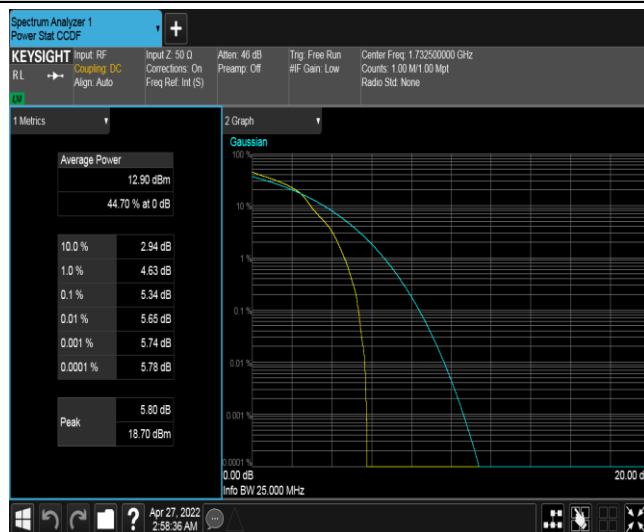 Spectrum Analyzer 1
Power Stat CCDF
KEYSIGHT
RL
Input: RF
Coupling: DC
Align: Auto
Input Z: 50 Ω
Corrections: On
Freq Ref: Int (S)
Atten: 46 dB
Preamp: Off
Trig: Free Run
#IF Gain: Low
Center Freq: 1.732500000 GHz
Counts: 1.00 M/1.00 Mpt
Radio Std: None
1 Metrics
Average Power
12.90 dBm
44.70 % at 0 dB
10.0 % 2.94 dB
1.0 % 4.63 dB
0.1 % 5.34 dB
0.01 % 5.65 dB
0.001 % 5.74 dB
0.0001 % 5.78 dB
Peak
5.80 dB
18.70 dBm
2 Graph
Gaussian
100 %
10 %
1 %
0.1 %
0.01 %
0.001 %
0.0001 %
0.00 dB
20.00 d
Info BW 25.000 MHz
?
Apr 27, 2022
2:58:36 AM